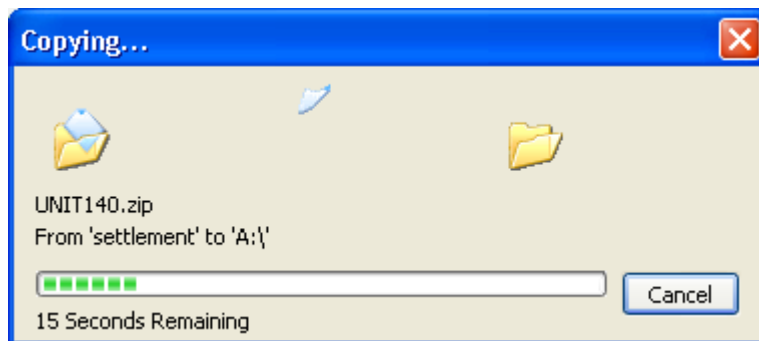 Copying...
UNIT140.zip
From 'settlement' to 'A:\'
Cancel
15 Seconds Remaining